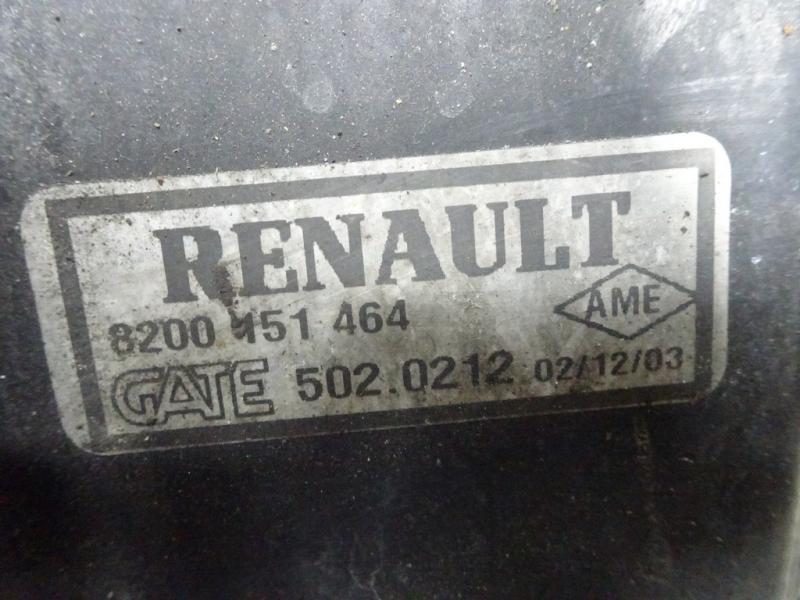 RENAULT
8200 151 464
AME
GATE 502.0212 02/12/03